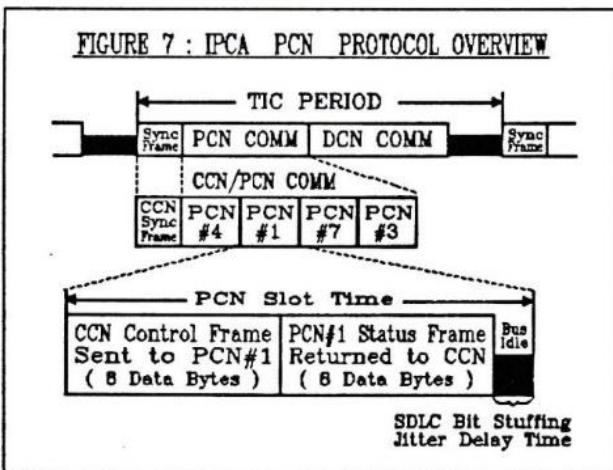 FIGURE 7 : IPCA PCN PROTOCOL OVERVIEW
TIC PERIOD
Sync Frame
PCN COMM
DCN COMM
Sync Frame
CCN/PCN COMM
CCN Sync Frame
PCN #4
PCN #1
PCN #7
PCN #3
PCN Slot Time
CCN Control Frame
Sent to PCN#1
( 8 Data Bytes )
PCN#1 Status Frame
Returned to CCN
( 8 Data Bytes )
Bus Idle
SDLC Bit Stuffing
Jitter Delay Time